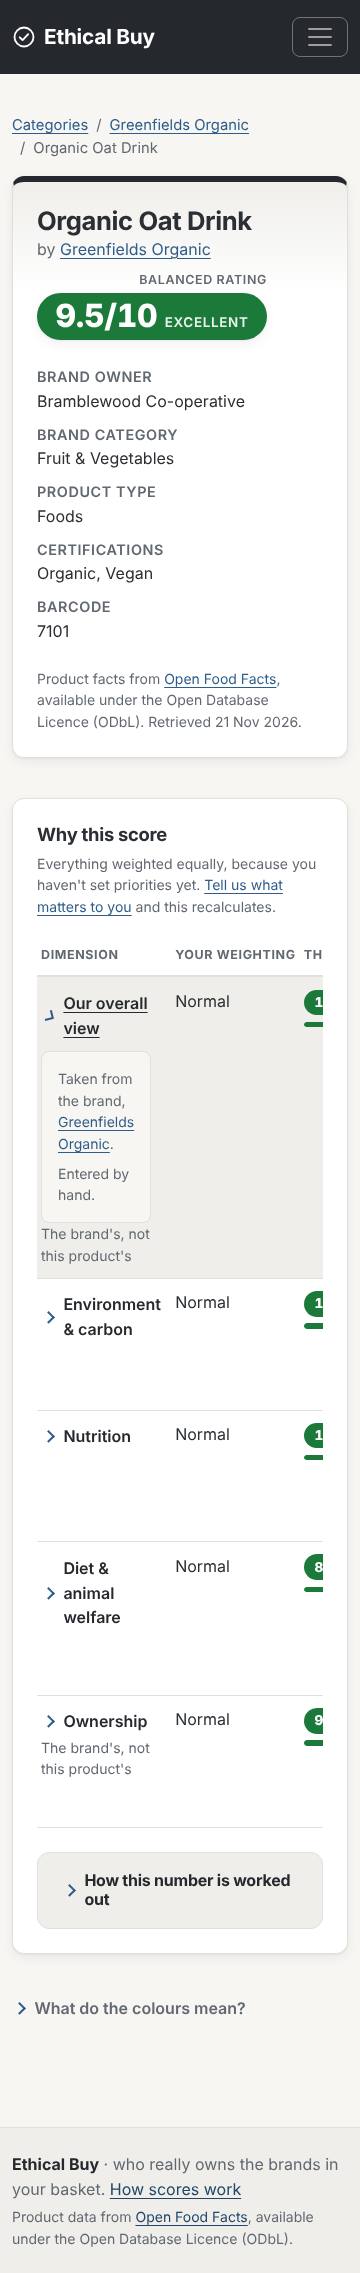 Ethical Buy
Categories / Greenfields Organic
/ Organic Oat Drink
Organic Oat Drink
by Greenfields Organic
BALANCED RATING
9.5/10 EXCELLENT
BRAND OWNER
Bramblewood Co-operative
BRAND CATEGORY
Fruit & Vegetables
PRODUCT TYPE
Foods
CERTIFICATIONS
Organic, Vegan
BARCODE
7101
Product facts from Open Food Facts,
available under the Open Database
Licence (ODbL). Retrieved 21 Nov 2026.
Why this score
Everything weighted equally, because you
haven't set priorities yet. Tell us what
matters to you and this recalculates.
DIMENSION YOUR WEIGHTING TH
Our overall
view
Normal
1
Taken from
the brand,
Greenfields
Organic.
Entered by
hand.
The brand's, not
this product's
Environment
& carbon
Normal
1
Nutrition
Normal
1
Diet &
animal
welfare
Normal
8
Ownership
Normal
9
The brand's, not
this product's
How this number is worked
out
What do the colours mean?
Ethical Buy · who really owns the brands in
your basket. How scores work
Product data from Open Food Facts, available
under the Open Database Licence (ODbL).